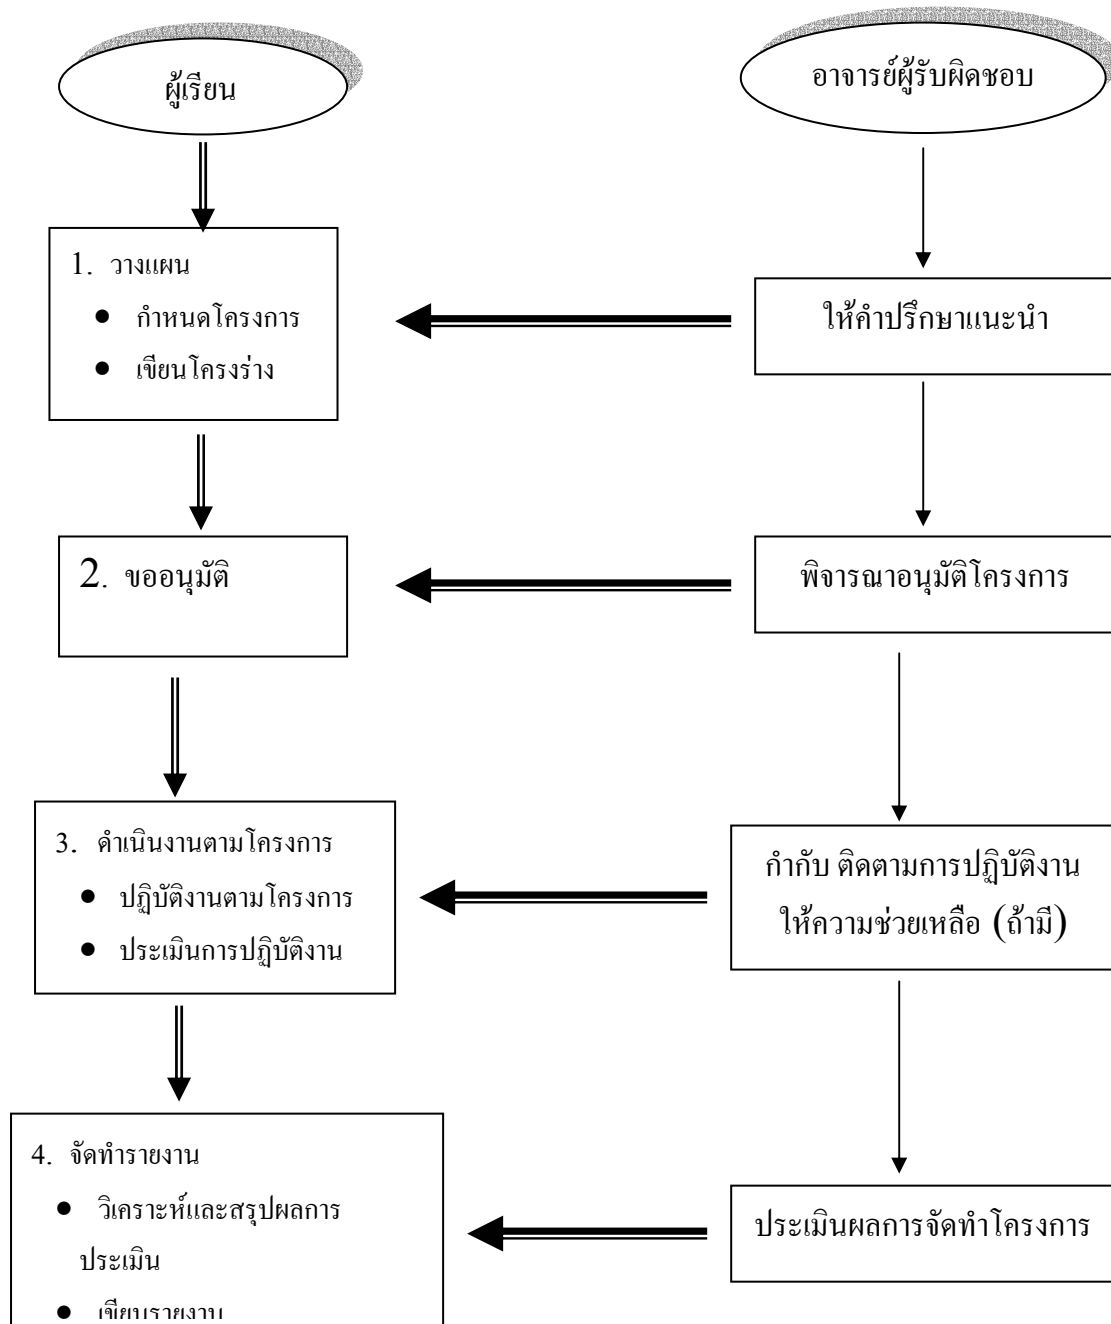 ผู้เรียน
อาจารย์ผู้รับผิดชอบ
1. วางแผน
● กำหนดโครงการ
● เขียนโครงร่าง
ให้คำปรึกษาแนะนำ
2. ขออนุมัติ
พิจารณาอนุมัติโครงการ
3. ดำเนินงานตามโครงการ
● ปฏิบัติงานตามโครงการ
● ประเมินการปฏิบัติงาน
กำกับ ติดตามการปฏิบัติงาน
ให้ความช่วยเหลือ (ถ้ามี)
4. จัดทำรายงาน
● วิเคราะห์และสรุปผลการ
ประเมิน
● เขียนรายงาน
ประเมินผลการจัดทำโครงการ